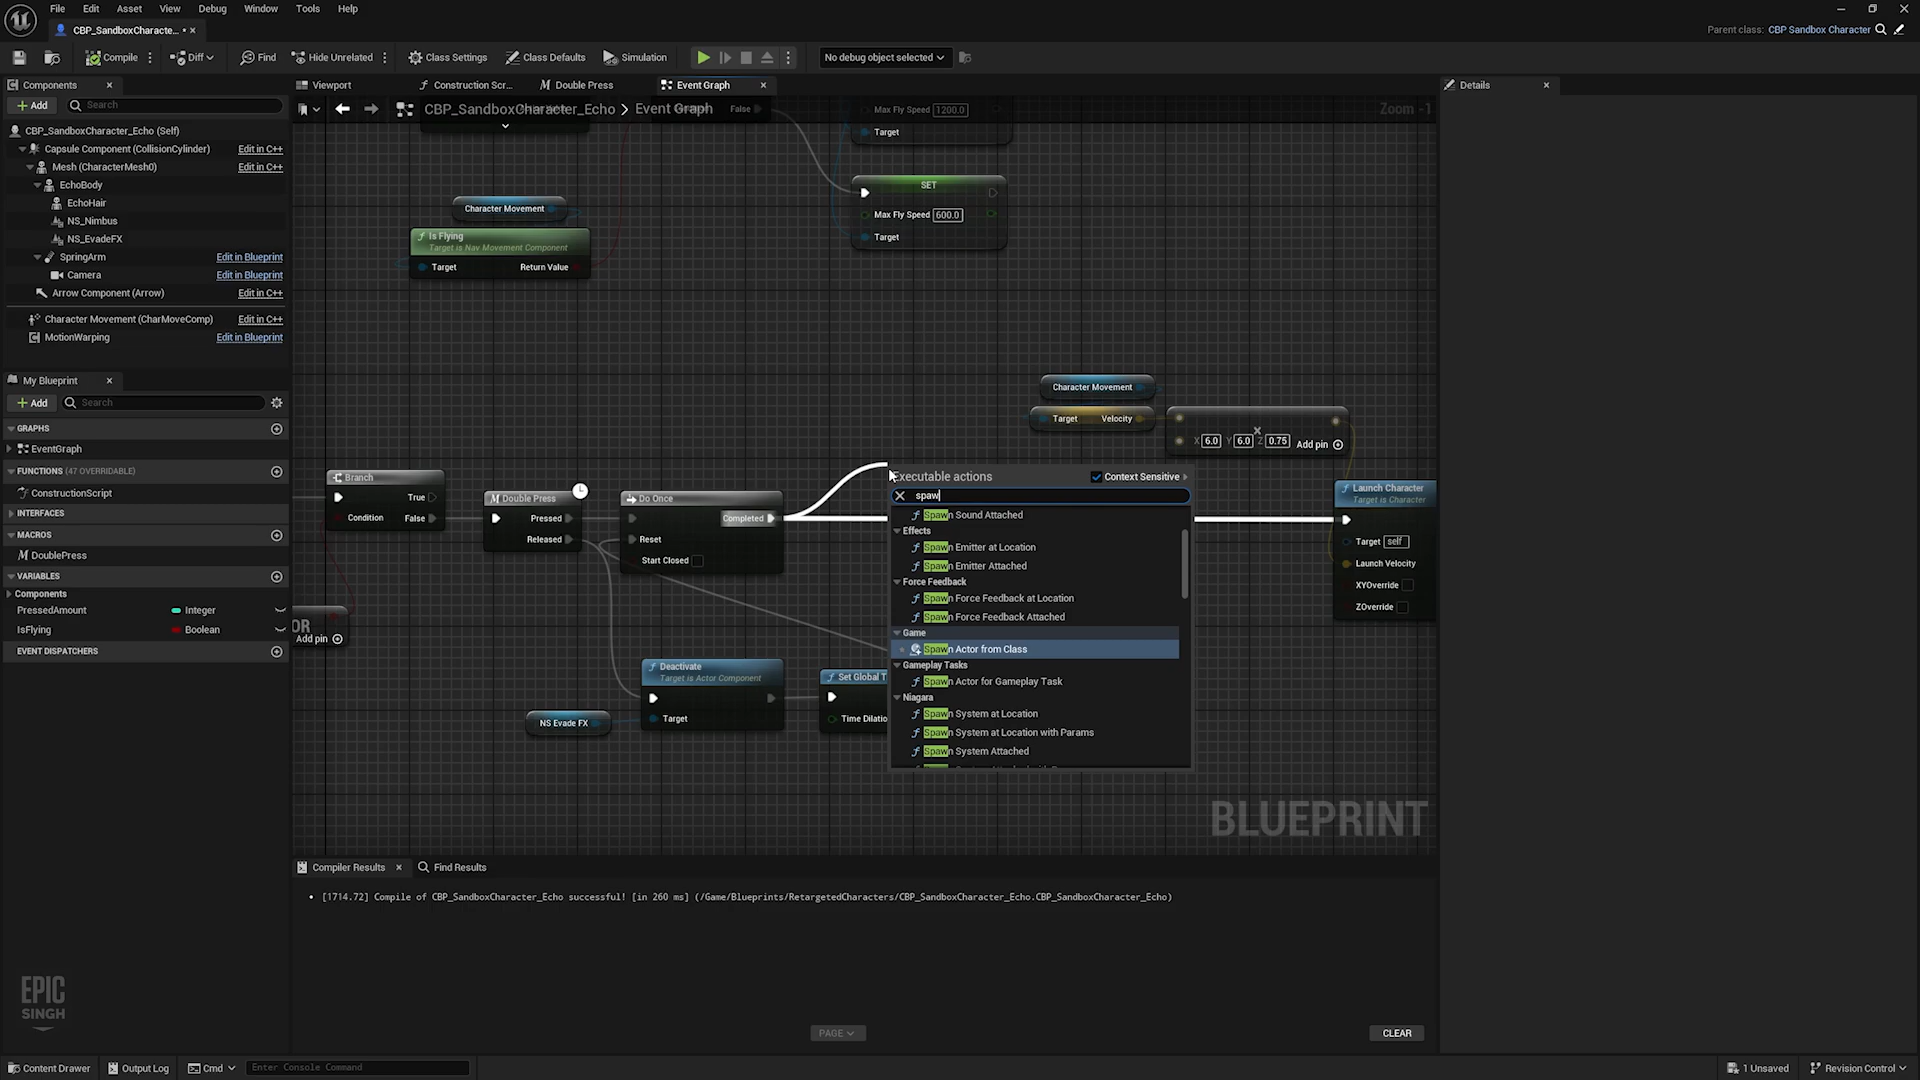 File Edit Asset View Debug Window Tools Help
CBP_SandboxCharacte...
Parent class: CBP Sandbox Character
Compile Diff Find Hide Unrelated Class Settings Class Defaults Simulation No debug object selected
Components
Add Search
CBP_SandboxCharacter_Echo (Self)
Capsule Component (CollisionCylinder) Edit in C++
Mesh (CharacterMesh0) Edit in C++
EchoBody
EchoHair
NS_Nimbus
NS_EvadeFX
SpringArm Edit in Blueprint
Camera Edit in Blueprint
Arrow Component (Arrow) Edit in C++
Character Movement (CharMoveComp) Edit in C++
MotionWarping Edit in Blueprint
My Blueprint
Add Search
GRAPHS
EventGraph
FUNCTIONS (47 OVERRIDABLE)
ConstructionScript
INTERFACES
MACROS
DoublePress
VARIABLES
Components
PressedAmount Integer
IsFlying Boolean
EVENT DISPATCHERS
Viewport Construction Scr... Double Press Event Graph
CBP_SandboxCharacter_Echo > Event Graph
False
Zoom -1
Max Fly Speed 1200.0
Target
SET
Max Fly Speed 600.0
Target
Character Movement
Is Flying
Target is Nav Movement Component
Target Return Value
Character Movement
Target Velocity
X 6.0 Y 6.0 Z 0.75 Add pin
Branch
True
Condition False
Double Press
Pressed
Released
Do Once
Completed
Reset
Start Closed
OR
Add pin
Deactivate
Target is Actor Component
Target
NS Evade FX
Set Global T
Time Dilatio
Launch Character
Target is Character
Target self
Launch Velocity
XYOverride
ZOverride
Executable actions Context Sensitive
spaw
Spawn Sound Attached
Effects
Spawn Emitter at Location
Spawn Emitter Attached
Force Feedback
Spawn Force Feedback at Location
Spawn Force Feedback Attached
Game
Spawn Actor from Class
Gameplay Tasks
Spawn Actor for Gameplay Task
Niagara
Spawn System at Location
Spawn System at Location with Params
Spawn System Attached
BLUEPRINT
Compiler Results Find Results
[1714.72] Compile of CBP_SandboxCharacter_Echo successful! [in 260 ms] (/Game/Blueprints/RetargetedCharacters/CBP_SandboxCharacter_Echo.CBP_SandboxCharacter_Echo)
EPIC
SINGH
PAGE
CLEAR
Details
Content Drawer Output Log Cmd Enter Console Command
1 Unsaved Revision Control